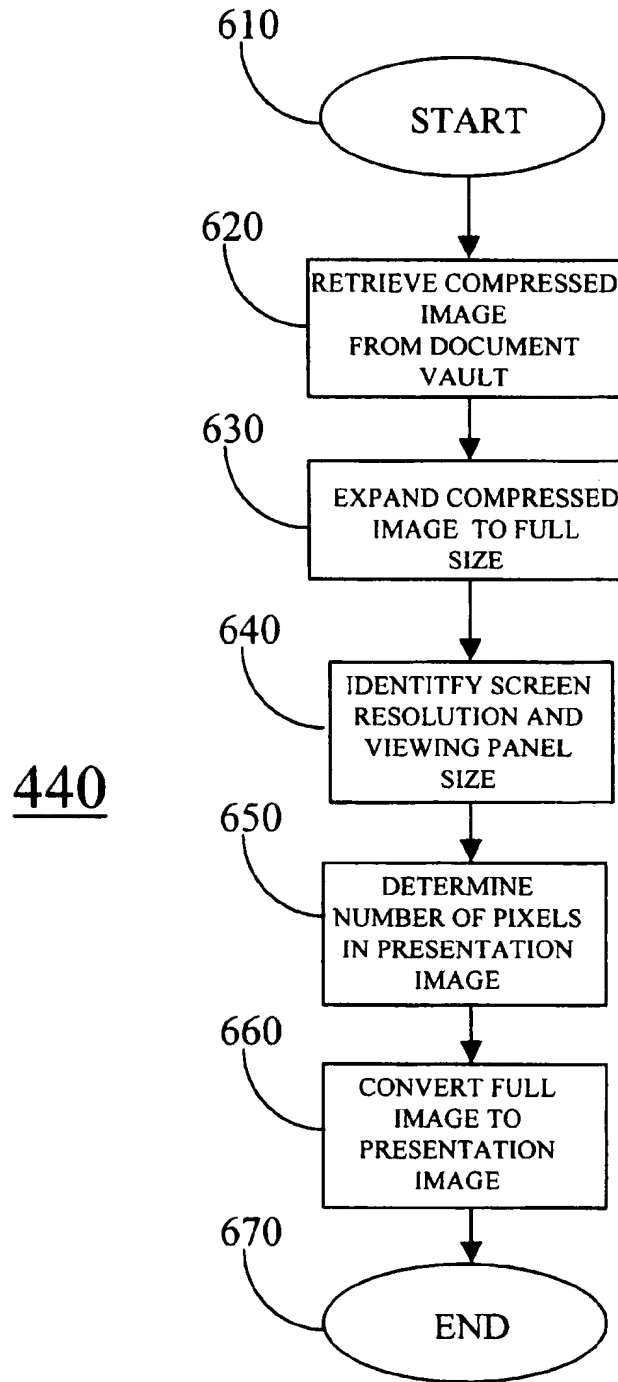 610
START
620
RETRIEVE COMPRESSED
IMAGE
FROM DOCUMENT
VAULT
630
EXPAND COMPRESSED
IMAGE TO FULL
SIZE
640
IDENTITFY SCREEN
RESOLUTION AND
VIEWING PANEL
SIZE
440
650
DETERMINE
NUMBER OF PIXELS
IN PRESENTATION
IMAGE
660
CONVERT FULL
IMAGE TO
PRESENTATION
IMAGE
670
END